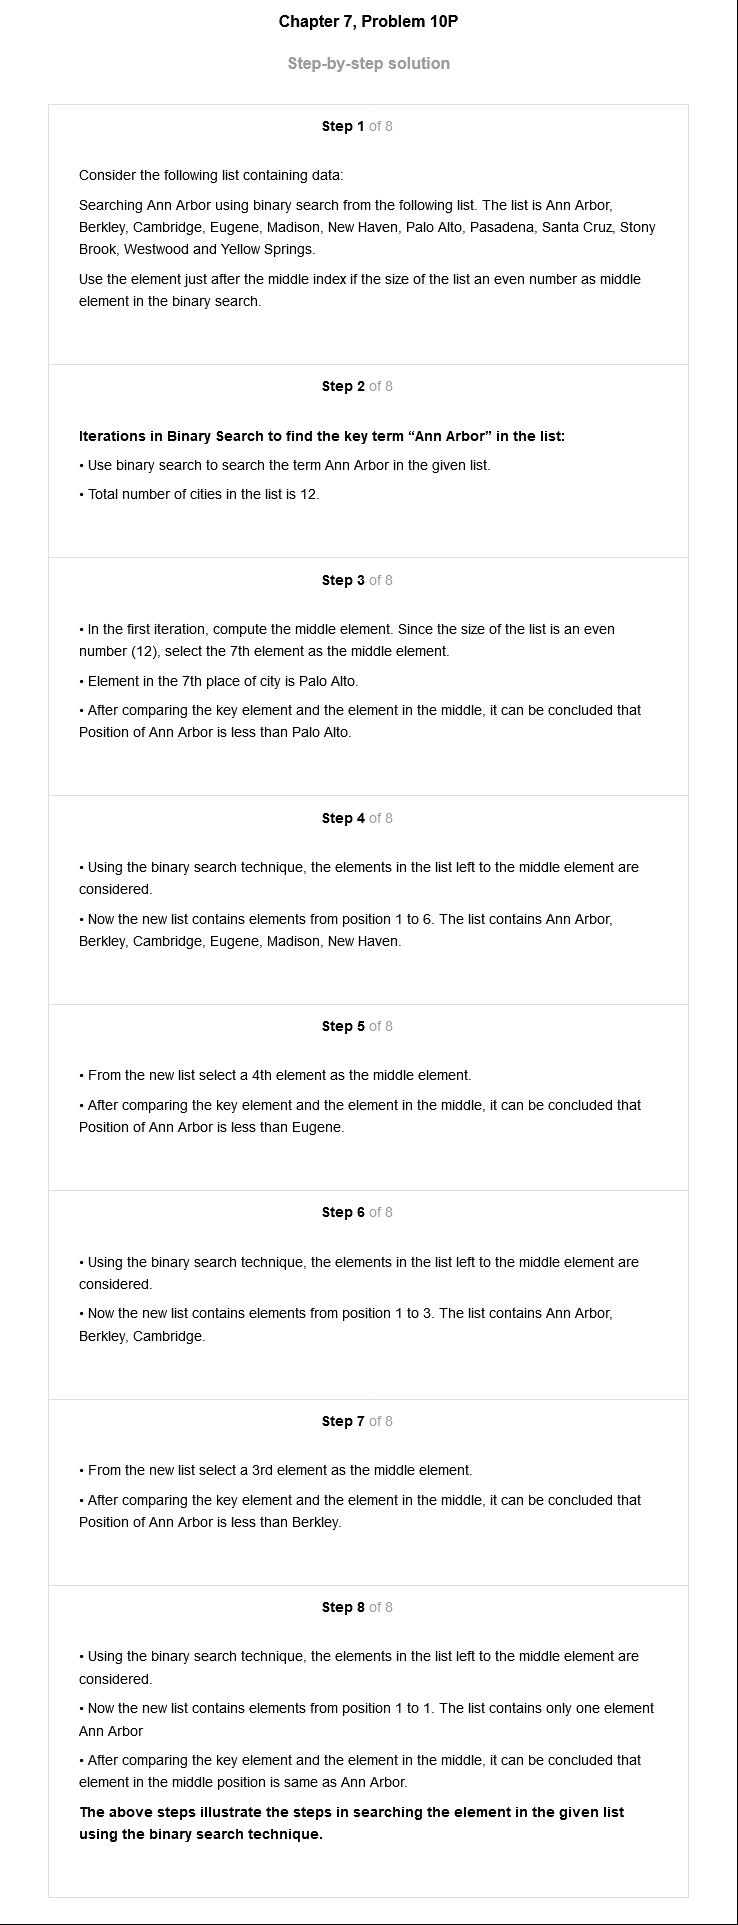 Chapter 7, Problem 10P
Step-by-step solution
Step 1 of 8
Consider the following list containing data:
Searching Ann Arbor using binary search from the following list. The list is Ann Arbor,
Berkley, Cambridge, Eugene, Madison, New Haven, Palo Alto, Pasadena, Santa Cruz, Stony
Brook, Westwood and Yellow Springs.
Use the element just after the middle index if the size of the list an even number as middle
element in the binary search.
Step 2 of 8
Iterations in Binary Search to find the key term “Ann Arbor” in the list:
• Use binary search to search the term Ann Arbor in the given list.
• Total number of cities in the list is 12.
Step 3 of 8
• In the first iteration, compute the middle element. Since the size of the list is an even
number (12), select the 7th element as the middle element.
• Element in the 7th place of city is Palo Alto.
• After comparing the key element and the element in the middle, it can be concluded that
Position of Ann Arbor is less than Palo Alto.
Step 4 of 8
• Using the binary search technique, the elements in the list left to the middle element are
considered.
• Now the new list contains elements from position 1 to 6. The list contains Ann Arbor,
Berkley, Cambridge, Eugene, Madison, New Haven.
Step 5 of 8
• From the new list select a 4th element as the middle element.
• After comparing the key element and the element in the middle, it can be concluded that
Position of Ann Arbor is less than Eugene.
Step 6 of 8
• Using the binary search technique, the elements in the list left to the middle element are
considered.
• Now the new list contains elements from position 1 to 3. The list contains Ann Arbor,
Berkley, Cambridge.
Step 7 of 8
• From the new list select a 3rd element as the middle element.
• After comparing the key element and the element in the middle, it can be concluded that
Position of Ann Arbor is less than Berkley.
Step 8 of 8
• Using the binary search technique, the elements in the list left to the middle element are
considered.
• Now the new list contains elements from position 1 to 1. The list contains only one element
Ann Arbor
• After comparing the key element and the element in the middle, it can be concluded that
element in the middle position is same as Ann Arbor.
The above steps illustrate the steps in searching the element in the given list
using the binary search technique.